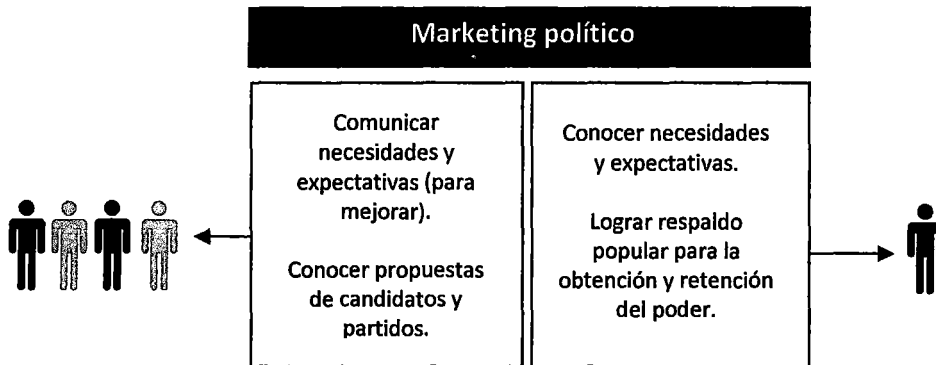 Marketing político
Comunicar
necesidades y
expectativas (para
mejorar).
Conocer propuestas
de candidatos y
partidos.
Conocer necesidades
y expectativas.
Lograr respaldo
popular para la
obtención y retención
del poder.